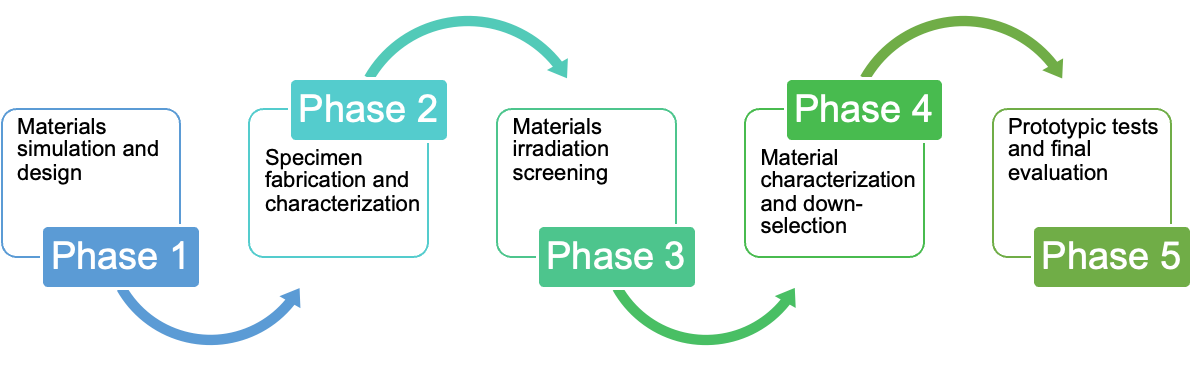 Materials
simulation and
design
Phase 1
Phase 2
Specimen
fabrication and
characterization
Materials
irradiation
screening
Phase 3
Phase 4
Material
characterization
and down-
selection
Prototypic tests
and final
evaluation
Phase 5